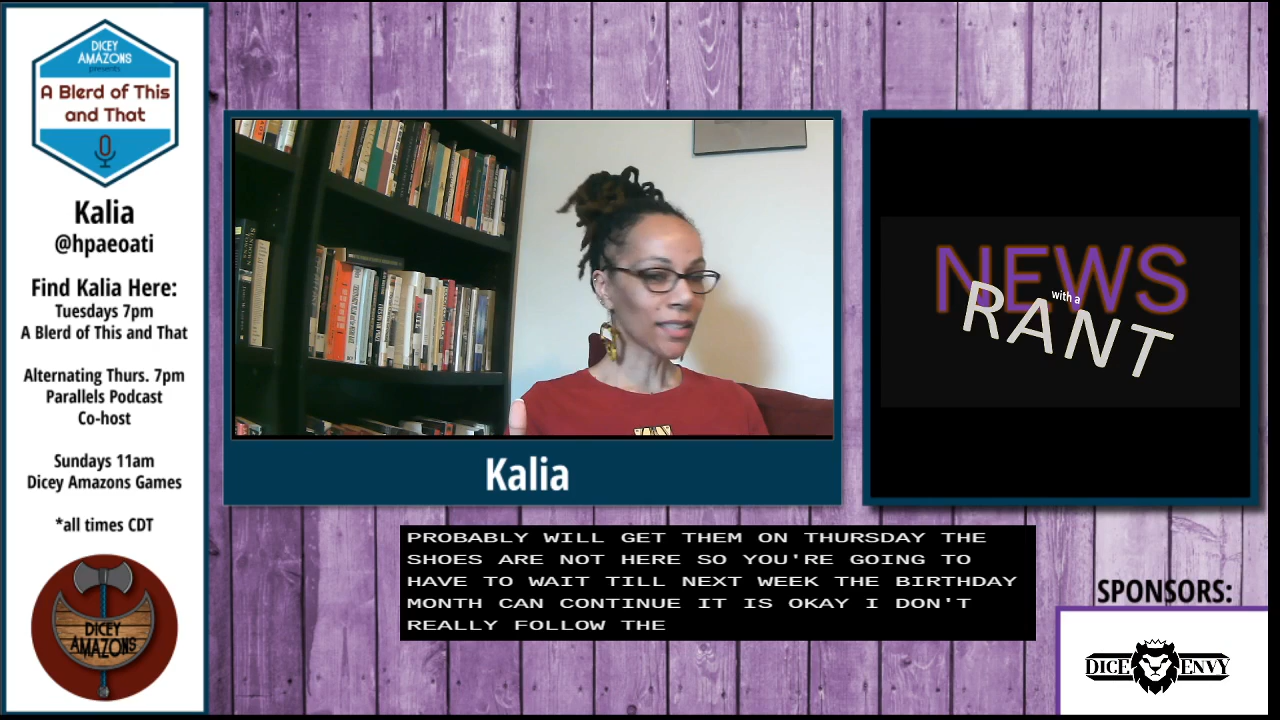 DICEY
AMAZONS
presents
A Blerd of This
and That
Kalia
@hpaeoati
Find Kalia Here:
Tuesdays 7pm
A Blerd of This and That
Alternating Thurs. 7pm
Parallels Podcast
Co-host
Sundays 11am
Dicey Amazons Games
*all times CDT
DICEY
AMAZONS
Kalia
NEWS
with a
RANT
PROBABLY WILL GET THEM ON THURSDAY THE
SHOES ARE NOT HERE SO YOU'RE GOING TO
HAVE TO WAIT TILL NEXT WEEK THE BIRTHDAY
MONTH CAN CONTINUE IT IS OKAY I DON'T
REALLY FOLLOW THE
SPONSORS:
DICE ENVY